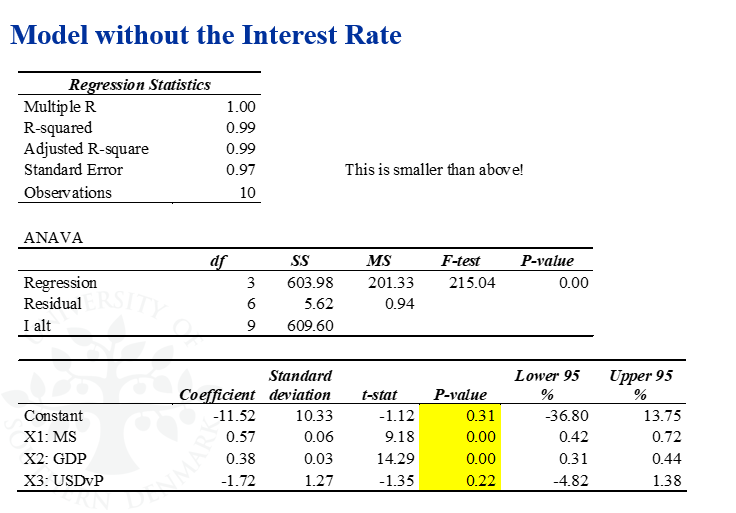 Model without the Interest Rate
Regression Statistics
Multiple R 1.00
R-squared 0.99
Adjusted R-square 0.99
Standard Error 0.97 This is smaller than above!
Observations 10
ANAVA
df SS MS F-test P-value
Regression 3 603.98 201.33 215.04 0.00
Residual 6 5.62 0.94
I alt 9 609.60
Coefficient Standard deviation t-stat P-value Lower 95 % Upper 95 %
Constant -11.52 10.33 -1.12 0.31 -36.80 13.75
X1: MS 0.57 0.06 9.18 0.00 0.42 0.72
X2: GDP 0.38 0.03 14.29 0.00 0.31 0.44
X3: USDvP -1.72 1.27 -1.35 0.22 -4.82 1.38
UNIVERSITY OF
SOUTHERN DENMARK